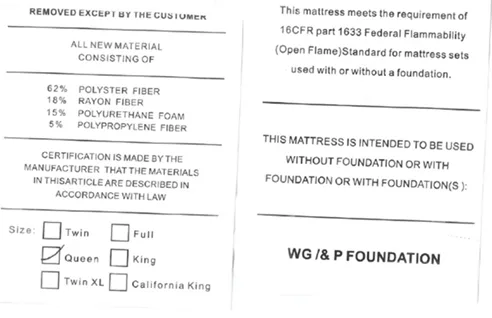 REMOVED EXCEPT BY THE CUSTOMER
ALL NEW MATERIAL
CONSISTING OF
62% POLYSTER FIBER
18% RAYON FIBER
15% POLYURETHANE FOAM
5% POLYPROPYLENE FIBER
CERTIFICATION IS MADE BY THE
MANUFACTURER THAT THE MATERIALS
IN THISARTICLE ARE DESCRIBED IN
ACCORDANCE WITH LAW
Size: Twin Full
Queen King
Twin XL California King
This mattress meets the requirement of
16CFR part 1633 Federal Flammability
(Open Flame)Standard for mattress sets
used with or without a foundation.
THIS MATTRESS IS INTENDED TO BE USED
WITHOUT FOUNDATION OR WITH
FOUNDATION OR WITH FOUNDATION(S):
WG /& P FOUNDATION